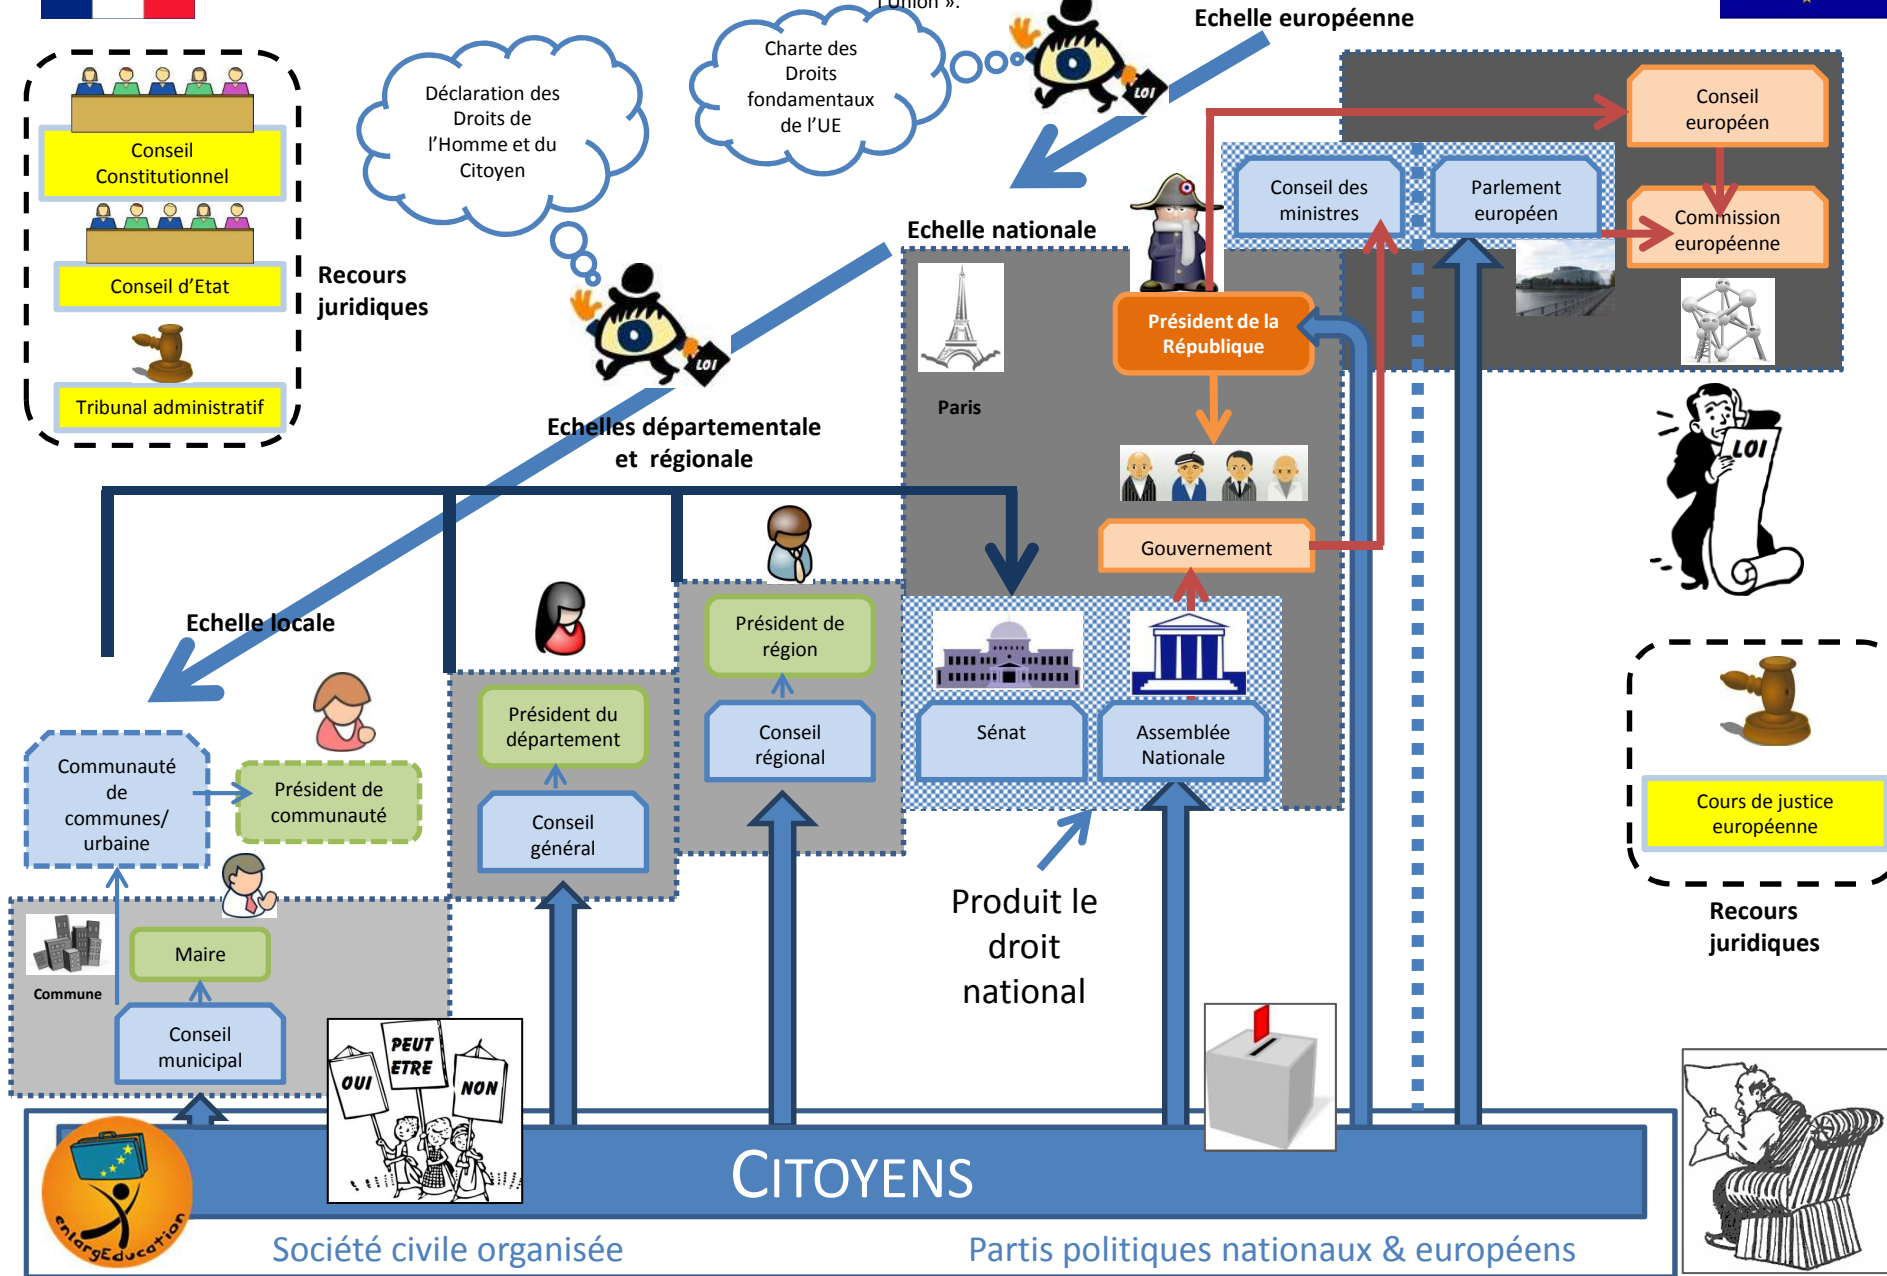 l'Union ».
Echelle européenne
Charte des
Droits
fondamentaux
de l'UE
LOI
Déclaration des
Droits de
l'Homme et du
Citoyen
Conseil
Constitutionnel
Conseil d'Etat
Tribunal administratif
Recours
juridiques
LOI
Conseil
européen
Conseil des
ministres
Parlement
européen
Commission
européenne
Echelle nationale
Paris
Président de la
République
Gouvernement
Sénat
Assemblée
Nationale
LOI
Echelles départementale
et régionale
Président de
région
Conseil
régional
Président du
département
Conseil
général
Echelle locale
Communauté
de
communes/
urbaine
Président de
communauté
Commune
Maire
Conseil
municipal
Produit le
droit
national
Cours de justice
européenne
Recours
juridiques
OUI
PEUT
ETRE
NON
CITOYENS
enlargEducation
Société civile organisée
Partis politiques nationaux & européens